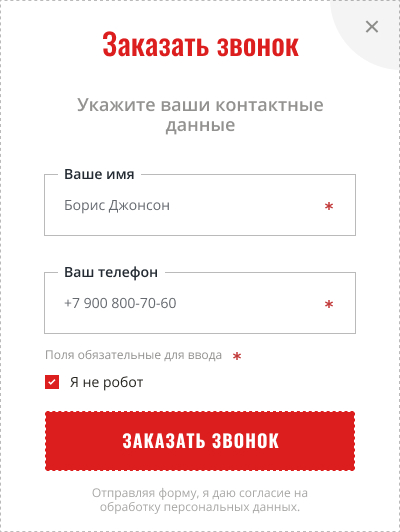 Заказать звонок
Укажите ваши контактные
данные
Ваше имя
Борис Джонсон *
Ваш телефон
+7 900 800-70-60 *
Поля обязательные для ввода *
Я не робот
ЗАКАЗАТЬ ЗВОНОК
Отправляя форму, я даю согласие на
обработку персональных данных.